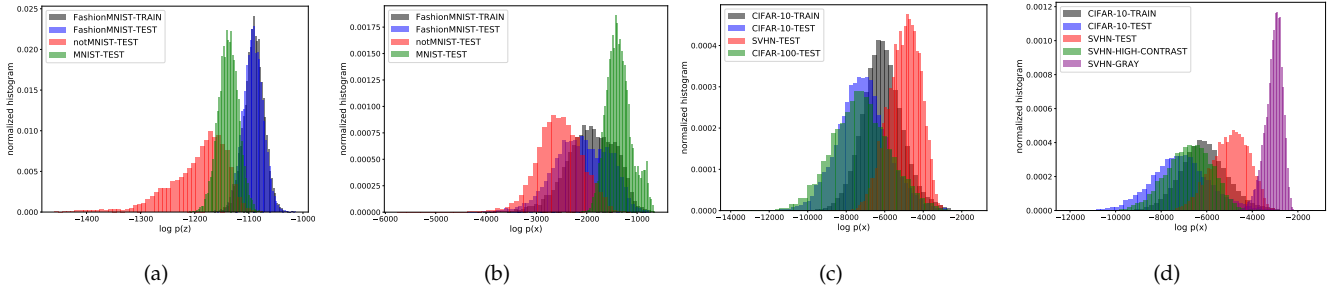 FashionMNIST-TRAIN
FashionMNIST-TEST
notMNIST-TEST
MNIST-TEST
normalized histogram
0.025
0.020
0.015
0.010
0.005
0.000
−1400 −1300 −1200 −1100 −1000
log p(z)
(a)
FashionMNIST-TRAIN
FashionMNIST-TEST
notMNIST-TEST
MNIST-TEST
normalized histogram
0.00175
0.00150
0.00125
0.00100
0.00075
0.00050
0.00025
0.00000
−6000 −5000 −4000 −3000 −2000 −1000
log p(x)
(b)
CIFAR-10-TRAIN
CIFAR-10-TEST
SVHN-TEST
CIFAR-100-TEST
normalized histogram
0.0004
0.0003
0.0002
0.0001
0.0000
−14000 −12000 −10000 −8000 −6000 −4000 −2000
log p(x)
(c)
CIFAR-10-TRAIN
CIFAR-10-TEST
SVHN-TEST
SVHN-HIGH-CONTRAST
SVHN-GRAY
normalized histogram
0.0012
0.0010
0.0008
0.0006
0.0004
0.0002
0.0000
−12000 −10000 −8000 −6000 −4000 −2000
log p(x)
(d)